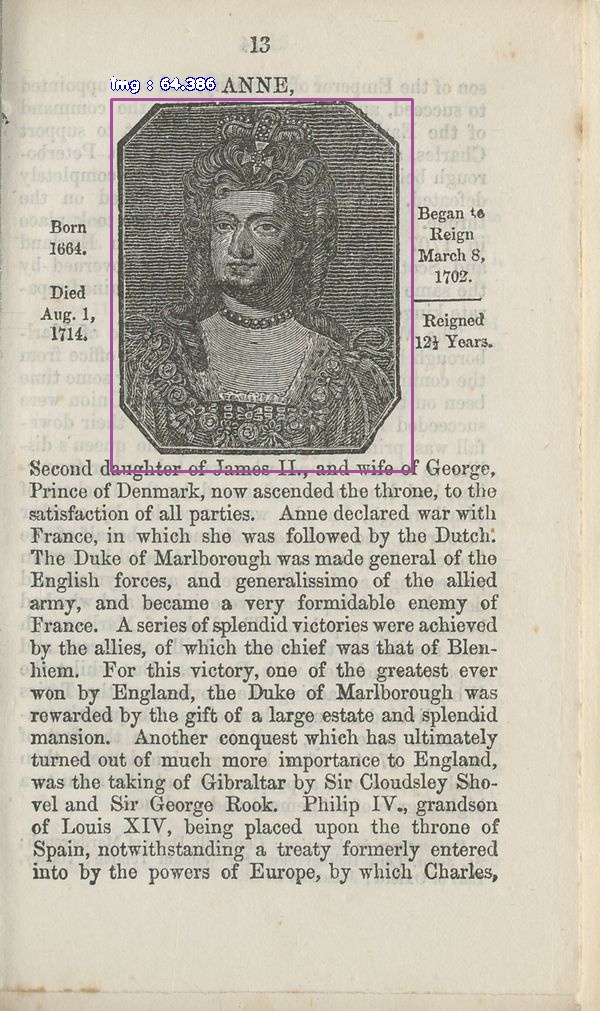 13
img : 64.386
ANNE,
Born
1664.
Died
Aug. 1,
1714.
Began to
Reign
March 8,
1702.
Reigned
12½ Years.
Second daughter of James II., and wife of George,
Prince of Denmark, now ascended the throne, to the
satisfaction of all parties. Anne declared war with
France, in which she was followed by the Dutch.
The Duke of Marlborough was made general of the
English forces, and generalissimo of the allied
army, and became a very formidable enemy of
France. A series of splendid victories were achieved
by the allies, of which the chief was that of Blen-
hiem. For this victory, one of the greatest ever
won by England, the Duke of Marlborough was
rewarded by the gift of a large estate and splendid
mansion. Another conquest which has ultimately
turned out of much more importance to England,
was the taking of Gibraltar by Sir Cloudsley Sho-
vel and Sir George Rook. Philip IV., grandson
of Louis XIV, being placed upon the throne of
Spain, notwithstanding a treaty formerly entered
into by the powers of Europe, by which Charles,